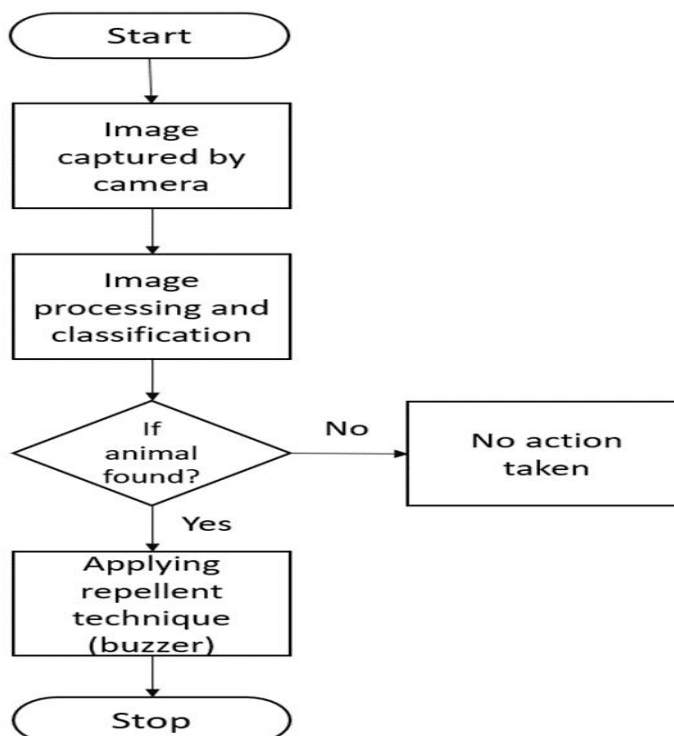 Start
Image
captured by
camera
Image
processing and
classification
If
animal
found?
No
No action
taken
Yes
Applying
repellent
technique
(buzzer)
Stop